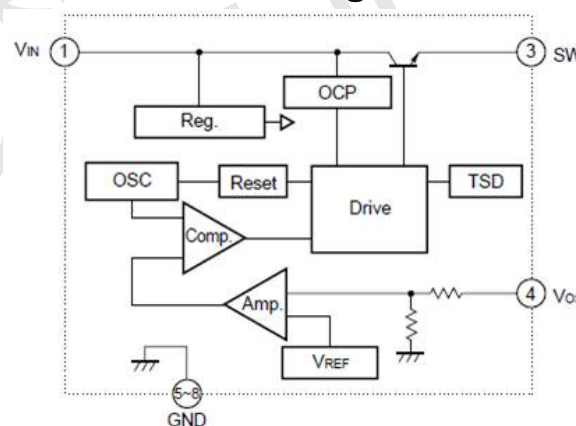 VIN
1
3
SW
OCP
Reg.
OSC
Reset
Drive
TSD
Comp.
Amp.
4
VREF
5~8
GND